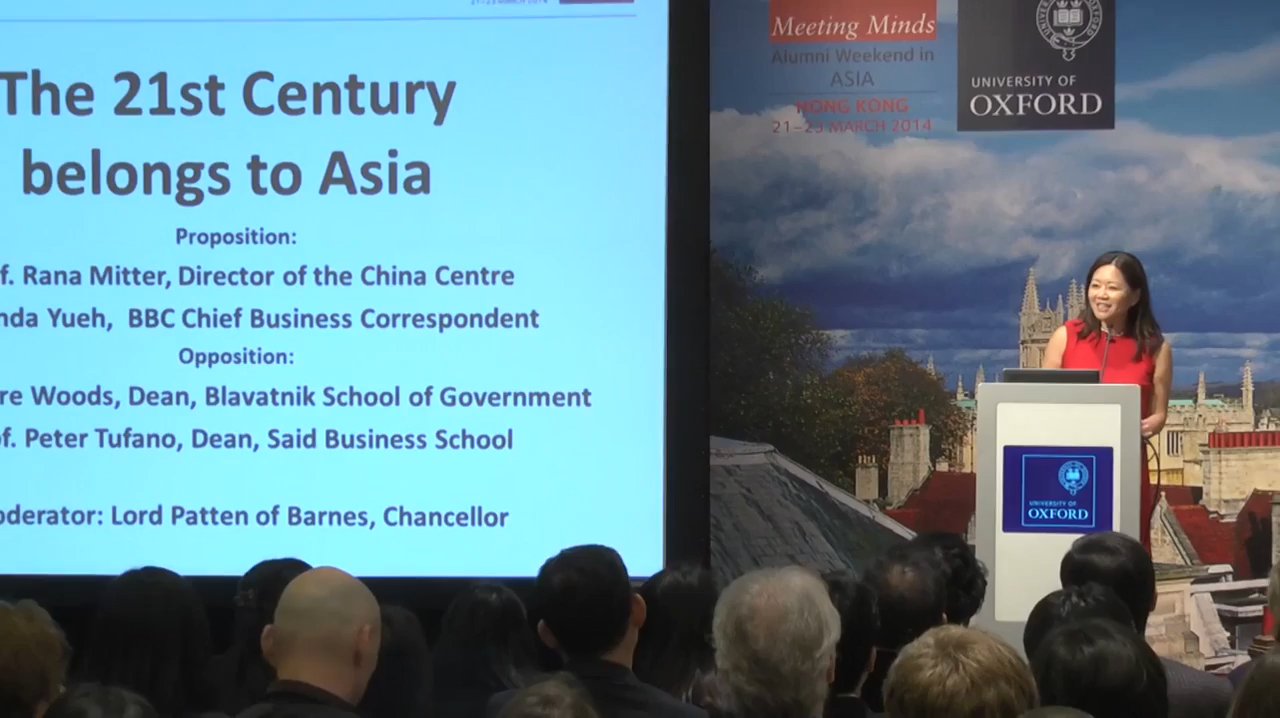 The 21st Century
belongs to Asia
Proposition:
f. Rana Mitter, Director of the China Centre
nda Yueh, BBC Chief Business Correspondent
Opposition:
re Woods, Dean, Blavatnik School of Government
of. Peter Tufano, Dean, Said Business School
oderator: Lord Patten of Barnes, Chancellor
Meeting Minds
Alumni Weekend in
ASIA
HONG KONG
21–23 MARCH 2014
UNIVERSITY OF
OXFORD
UNIVERSITY OF
OXFORD